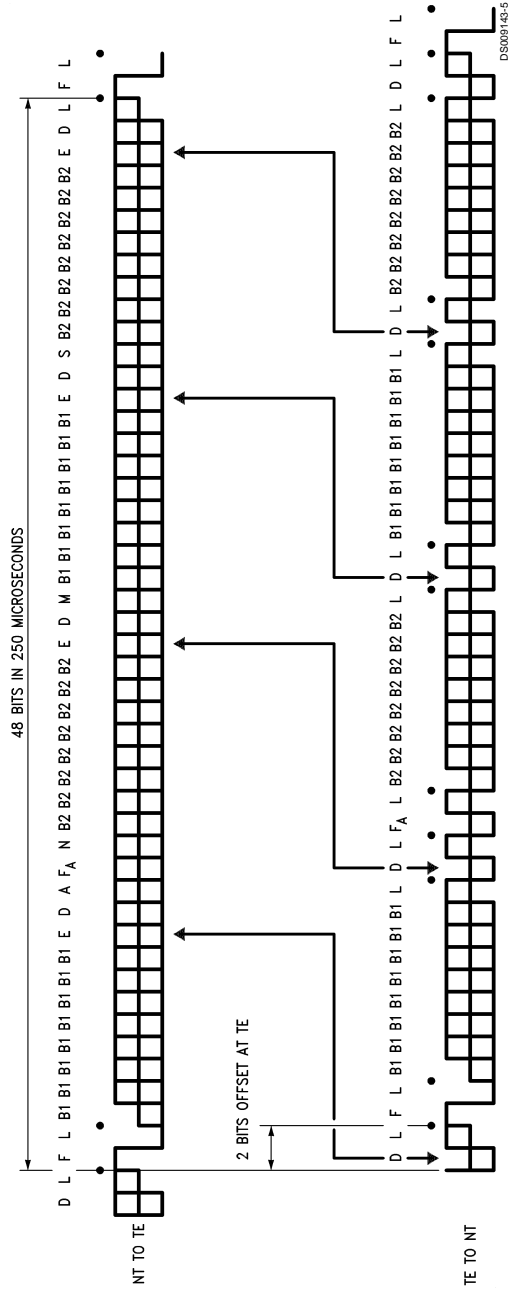 48 BITS IN 250 MICROSECONDS
D L F L B1 B1 B1 B1 B1 B1 B1 B1 E D A FA N B2 B2 B2 B2 B2 B2 B2 B2 E D M B1 B1 B1 B1 B1 B1 B1 B1 E D S B2 B2 B2 B2 B2 B2 B2 B2 E D L F L
NT TO TE
2 BITS OFFSET AT TE
D L F L B1 B1 B1 B1 B1 B1 B1 B1 L D L FA L B2 B2 B2 B2 B2 B2 B2 B2 L D L B1 B1 B1 B1 B1 B1 B1 B1 L D L B2 B2 B2 B2 B2 B2 B2 B2 L D L F L
TE TO NT
DS009143-5